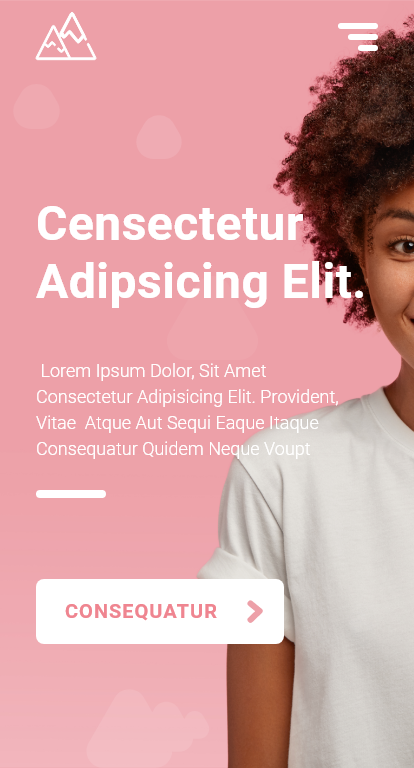 Censectetur
Adipsicing Elit.
Lorem Ipsum Dolor, Sit Amet
Consectetur Adipisicing Elit. Provident,
Vitae Atque Aut Sequi Eaque Itaque
Consequatur Quidem Neque Voupt
CONSEQUATUR